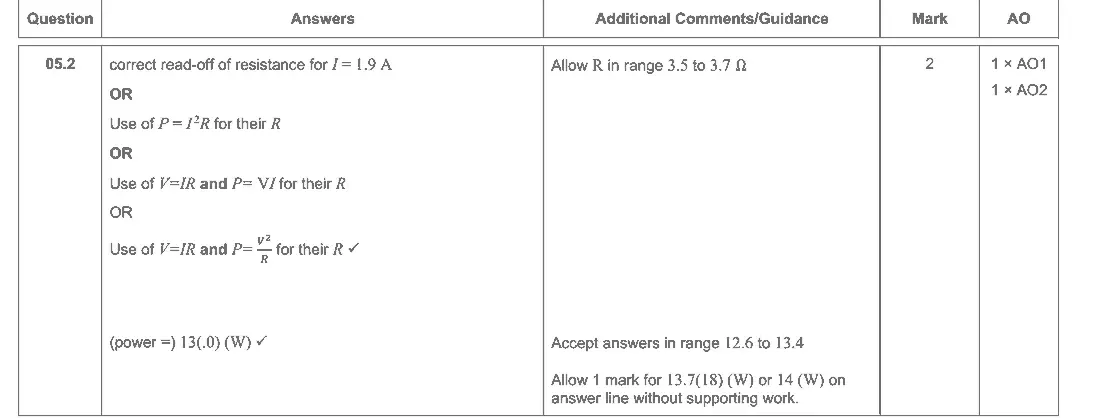 Question Answers Additional Comments/Guidance Mark AO
05.2 correct read-off of resistance for I = 1.9 A Allow R in range 3.5 to 3.7 Ω 2 1 × AO1
OR 1 × AO2
Use of P = I²R for their R
OR
Use of V=IR and P= VI for their R
OR
Use of V=IR and P= V²/R for their R ✓
(power =) 13(.0) (W) ✓ Accept answers in range 12.6 to 13.4
Allow 1 mark for 13.7(18) (W) or 14 (W) on
answer line without supporting work.